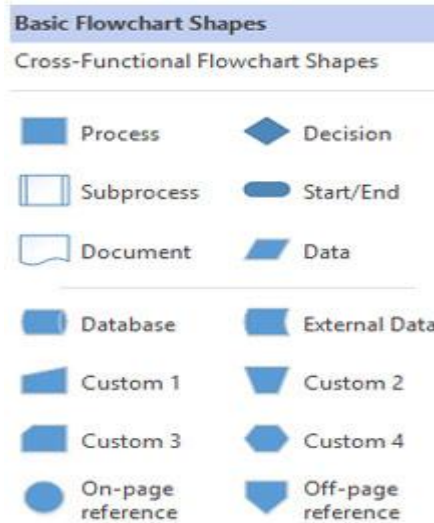 Basic Flowchart Shapes
Cross-Functional Flowchart Shapes
Process
Decision
Subprocess
Start/End
Document
Data
Database
External Data
Custom 1
Custom 2
Custom 3
Custom 4
On-page
reference
Off-page
reference